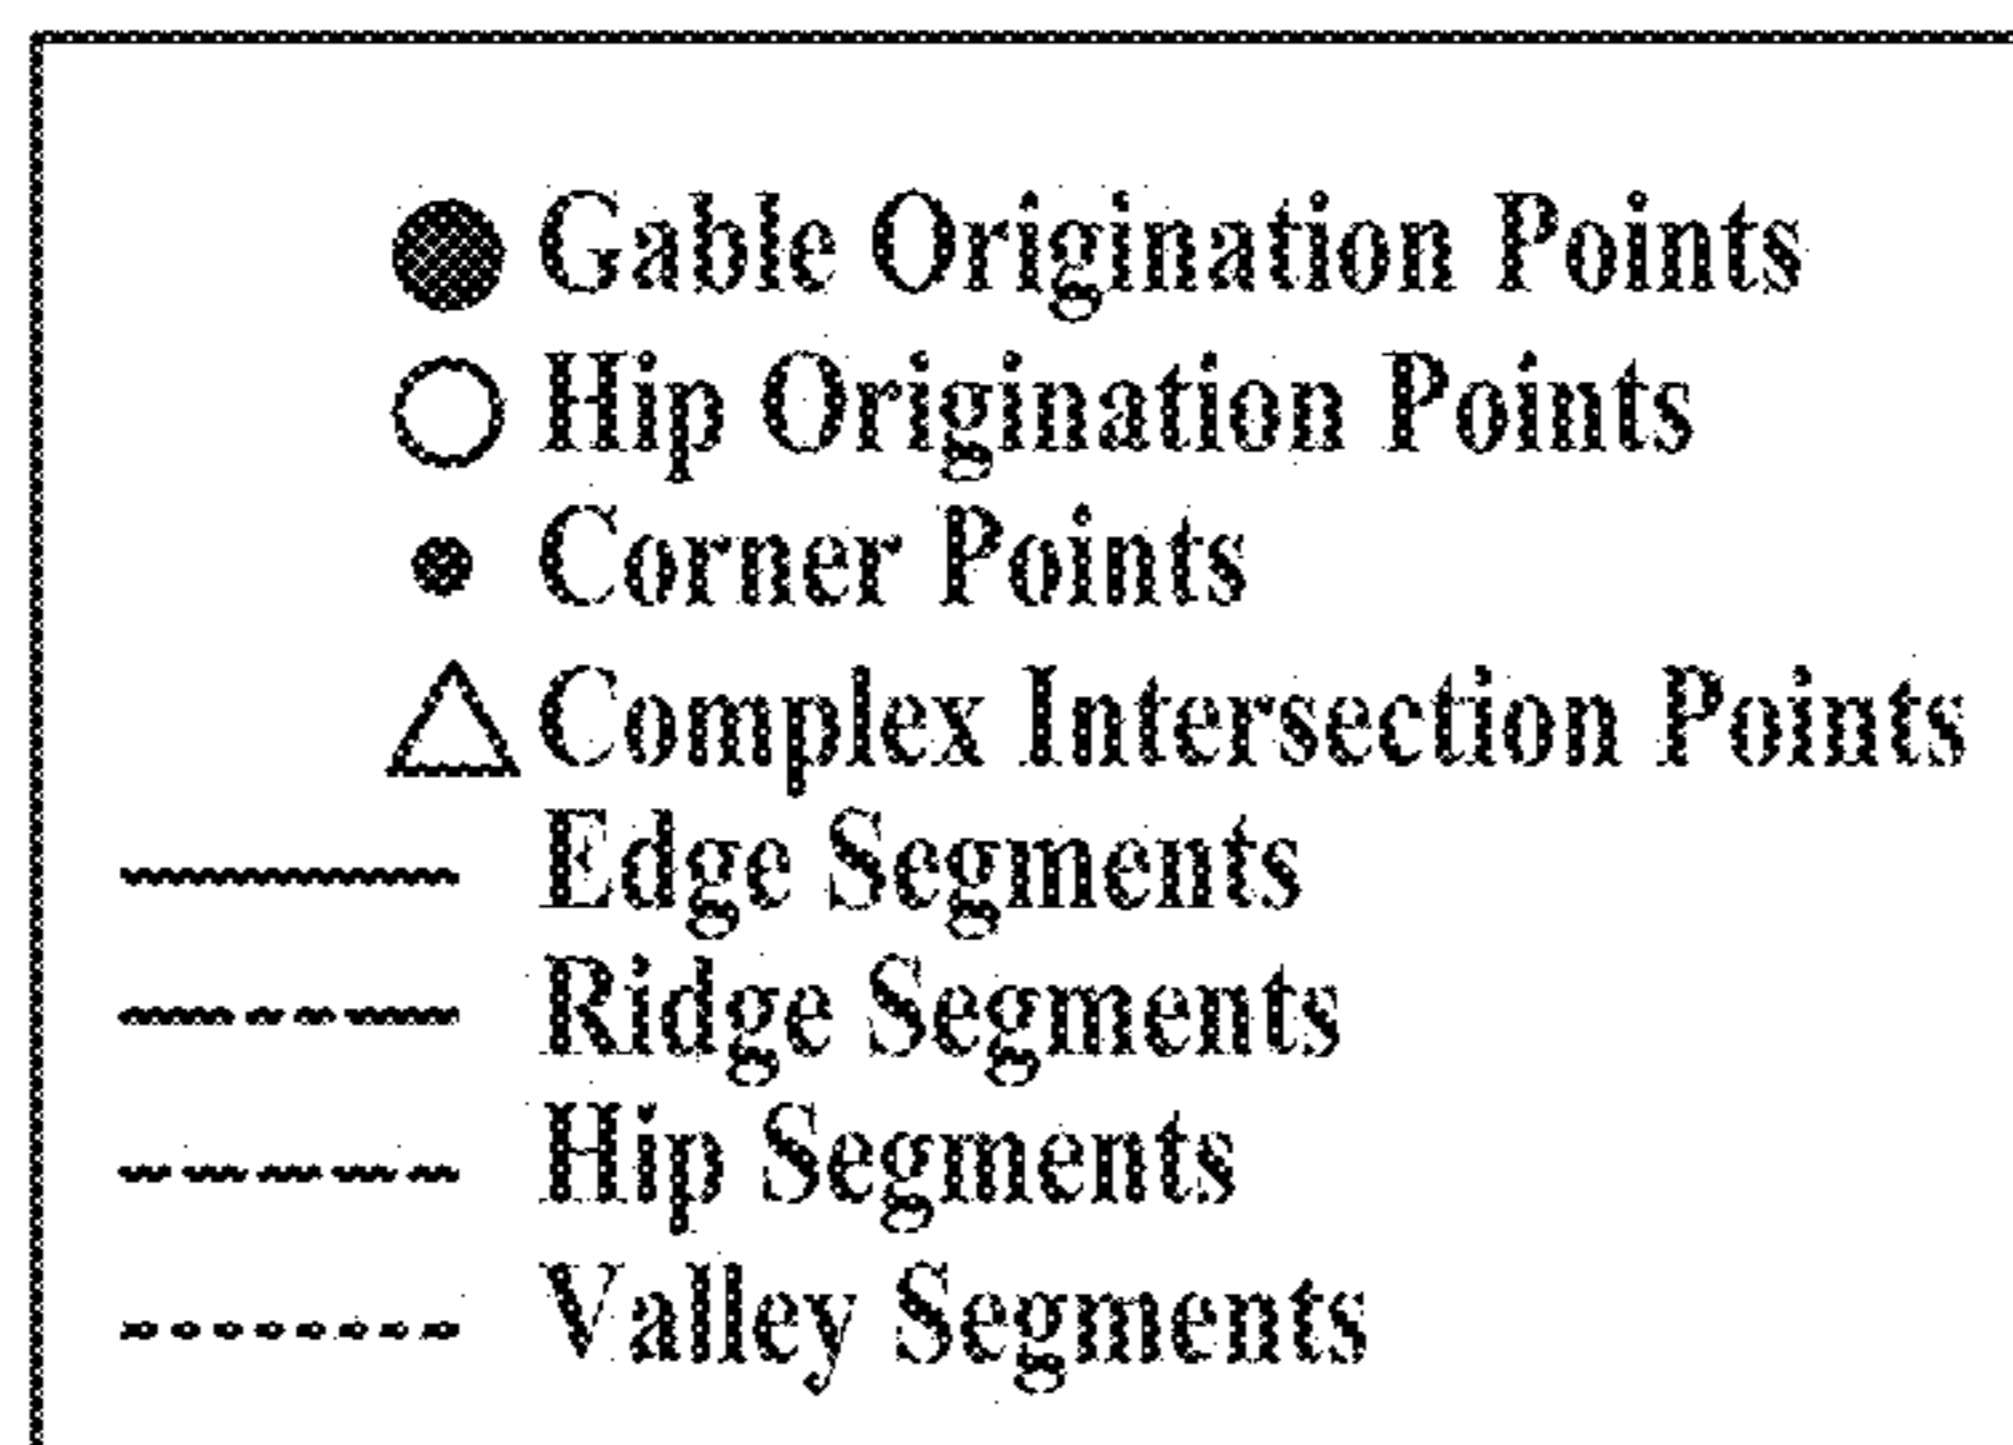 Gable Origination Points
Hip Origination Points
Corner Points
Complex Intersection Points
Edge Segments
Ridge Segments
Hip Segments
Valley Segments